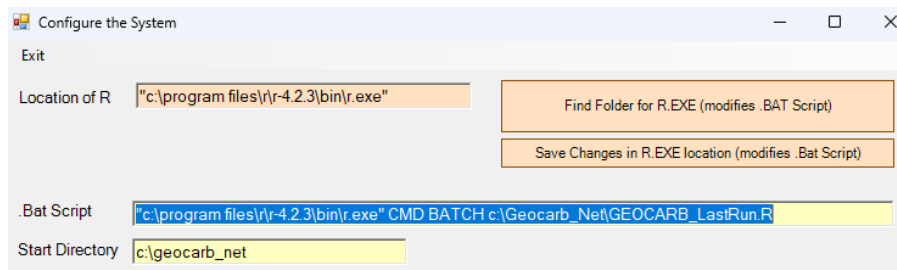 Configure the System
Exit
Location of R "c:\program files\r\r-4.2.3\bin\r.exe"
Find Folder for R.EXE (modifies .BAT Script)
Save Changes in R.EXE location (modifies .Bat Script)
.Bat Script "c:\program files\r\r-4.2.3\bin\r.exe" CMD BATCH c:\Geocarb_Net\GEOCARB_LastRun.R
Start Directory c:\geocarb_net